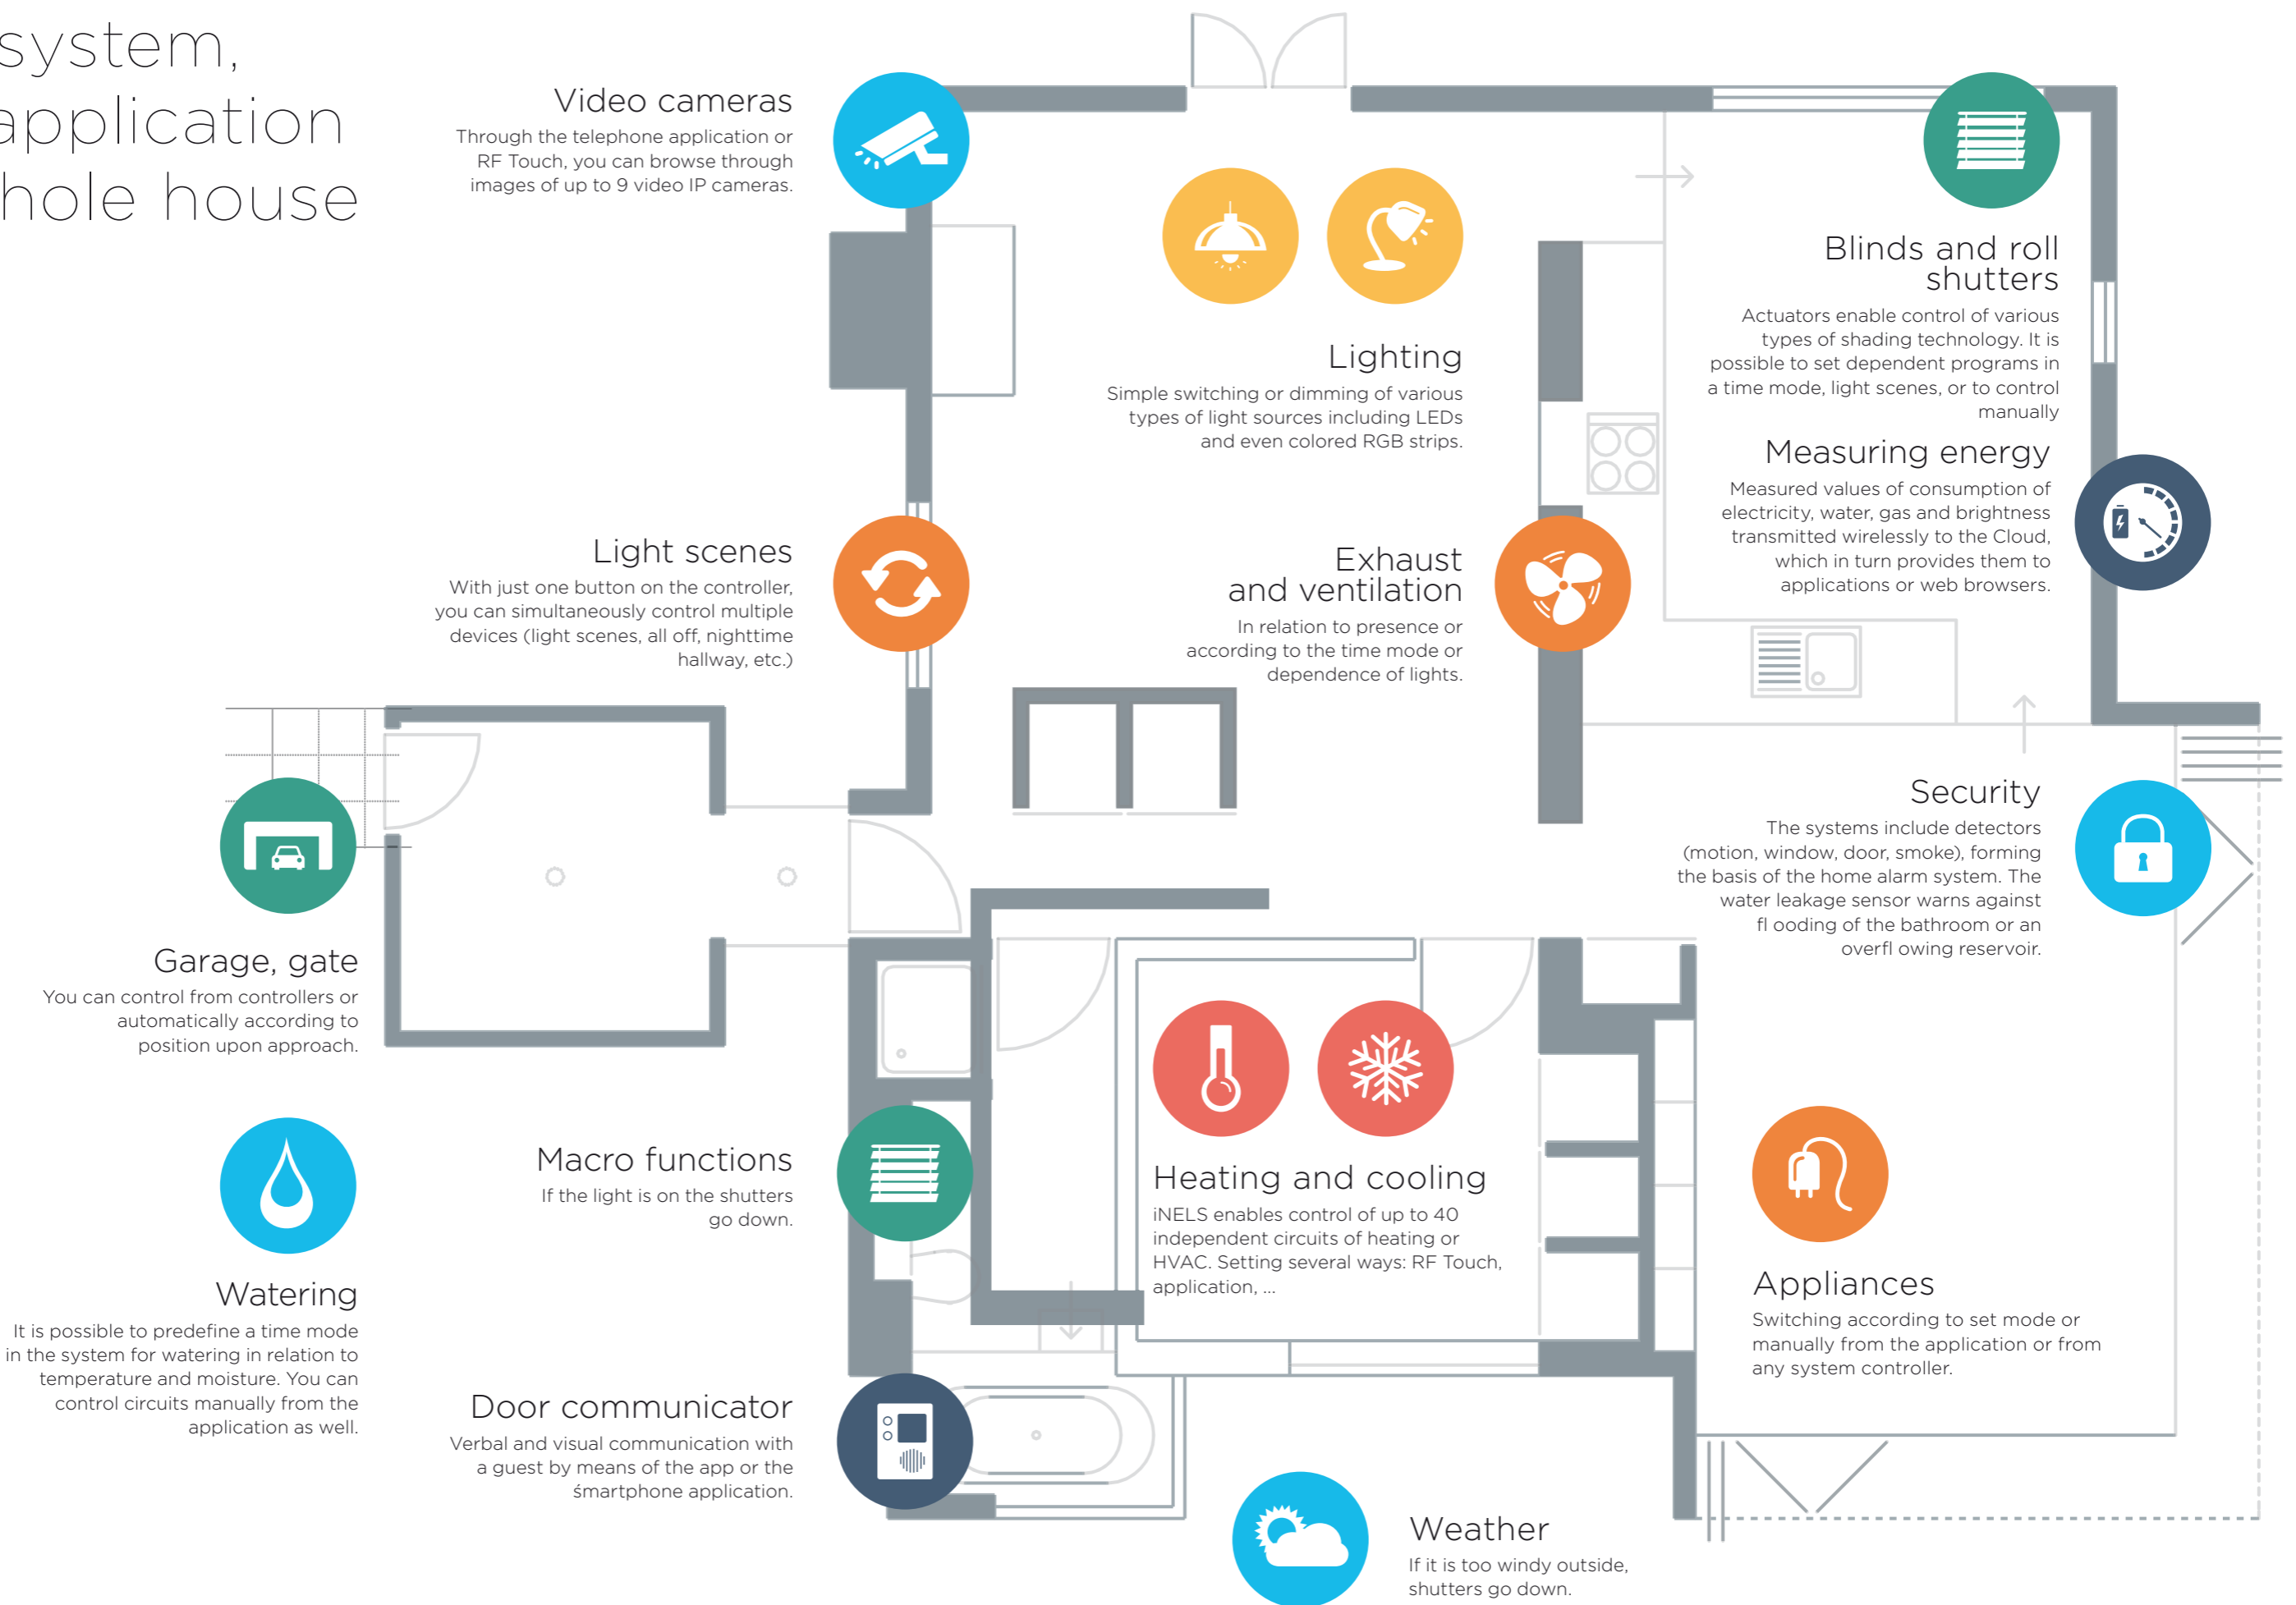 system,
application
hole house
Video cameras
Through the telephone application or
RF Touch, you can browse through
images of up to 9 video IP cameras.
Lighting
Simple switching or dimming of various
types of light sources including LEDs
and even colored RGB strips.
Blinds and roll
shutters
Actuators enable control of various
types of shading technology. It is
possible to set dependent programs in
a time mode, light scenes, or to control
manually
Measuring energy
Measured values of consumption of
electricity, water, gas and brightness
transmitted wirelessly to the Cloud,
which in turn provides them to
applications or web browsers.
Light scenes
With just one button on the controller,
you can simultaneously control multiple
devices (light scenes, all off, nighttime
hallway, etc.)
Exhaust
and ventilation
In relation to presence or
according to the time mode or
dependence of lights.
Security
The systems include detectors
(motion, window, door, smoke), forming
the basis of the home alarm system. The
water leakage sensor warns against
fl ooding of the bathroom or an
overfl owing reservoir.
Garage, gate
You can control from controllers or
automatically according to
position upon approach.
Macro functions
If the light is on the shutters
go down.
Heating and cooling
iNELS enables control of up to 40
independent circuits of heating or
HVAC. Setting several ways: RF Touch,
application, ...
Appliances
Switching according to set mode or
manually from the application or from
any system controller.
Watering
It is possible to predefine a time mode
in the system for watering in relation to
temperature and moisture. You can
control circuits manually from the
application as well.
Door communicator
Verbal and visual communication with
a guest by means of the app or the
śmartphone application.
Weather
If it is too windy outside,
shutters go down.